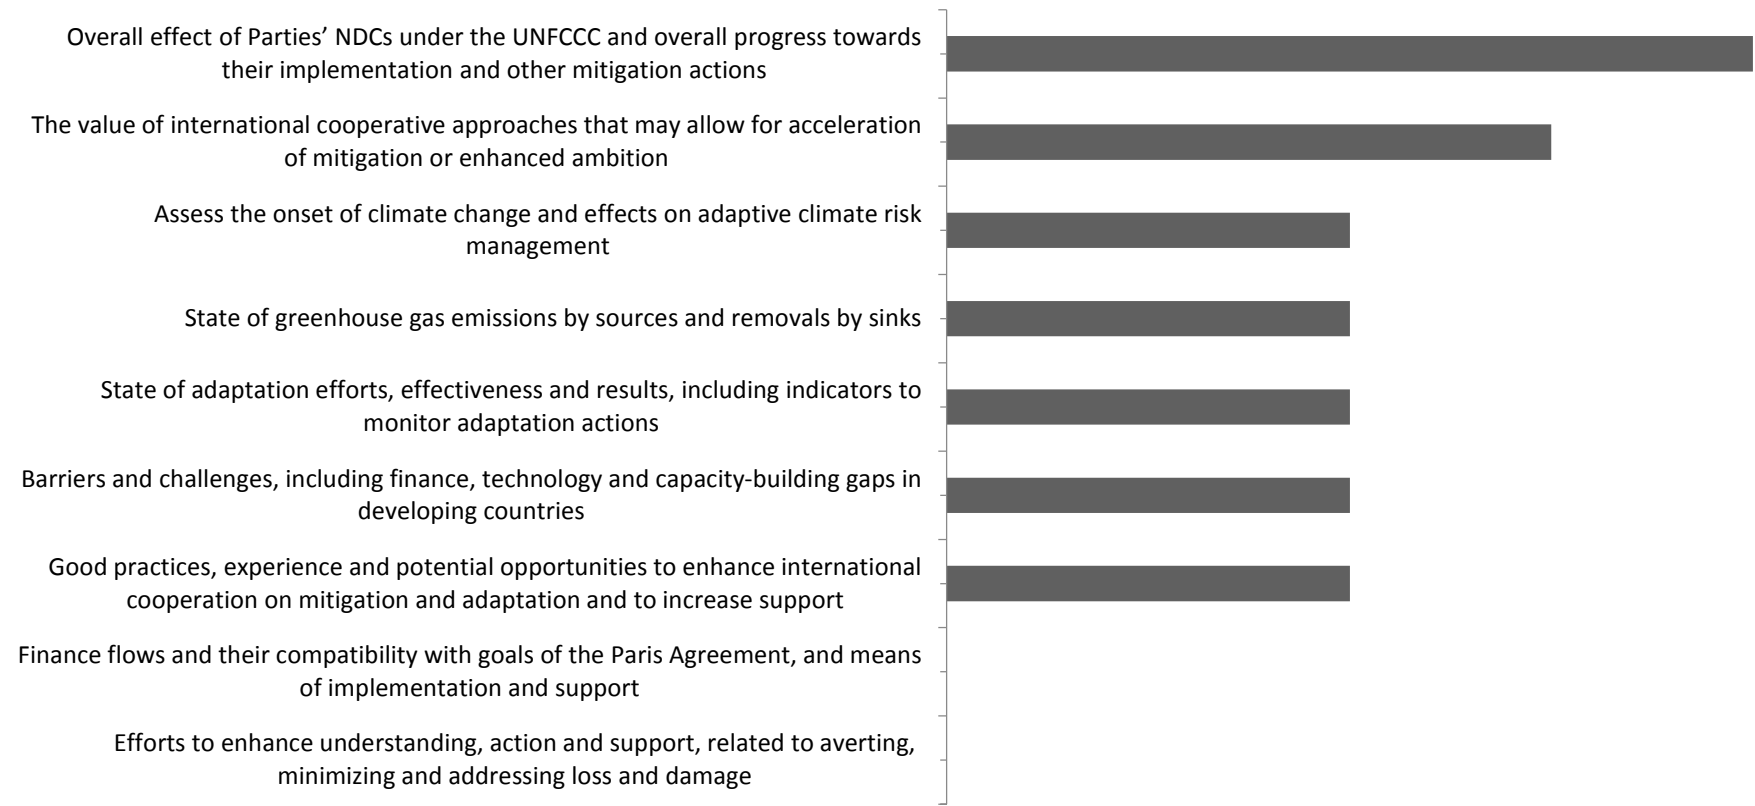 Overall effect of Parties’ NDCs under the UNFCCC and overall progress towards
their implementation and other mitigation actions
The value of international cooperative approaches that may allow for acceleration
of mitigation or enhanced ambition
Assess the onset of climate change and effects on adaptive climate risk
management
State of greenhouse gas emissions by sources and removals by sinks
State of adaptation efforts, effectiveness and results, including indicators to
monitor adaptation actions
Barriers and challenges, including finance, technology and capacity-building gaps in
developing countries
Good practices, experience and potential opportunities to enhance international
cooperation on mitigation and adaptation and to increase support
Finance flows and their compatibility with goals of the Paris Agreement, and means
of implementation and support
Efforts to enhance understanding, action and support, related to averting,
minimizing and addressing loss and damage